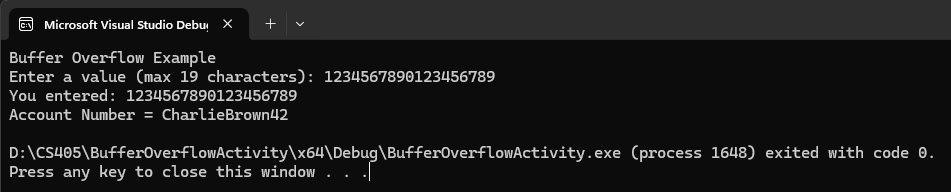 Microsoft Visual Studio Debug
Buffer Overflow Example
Enter a value (max 19 characters): 1234567890123456789
You entered: 1234567890123456789
Account Number = CharlieBrown42
D:\CS405\BufferOverflowActivity\x64\Debug\BufferOverflowActivity.exe (process 1648) exited with code 0.
Press any key to close this window . . .